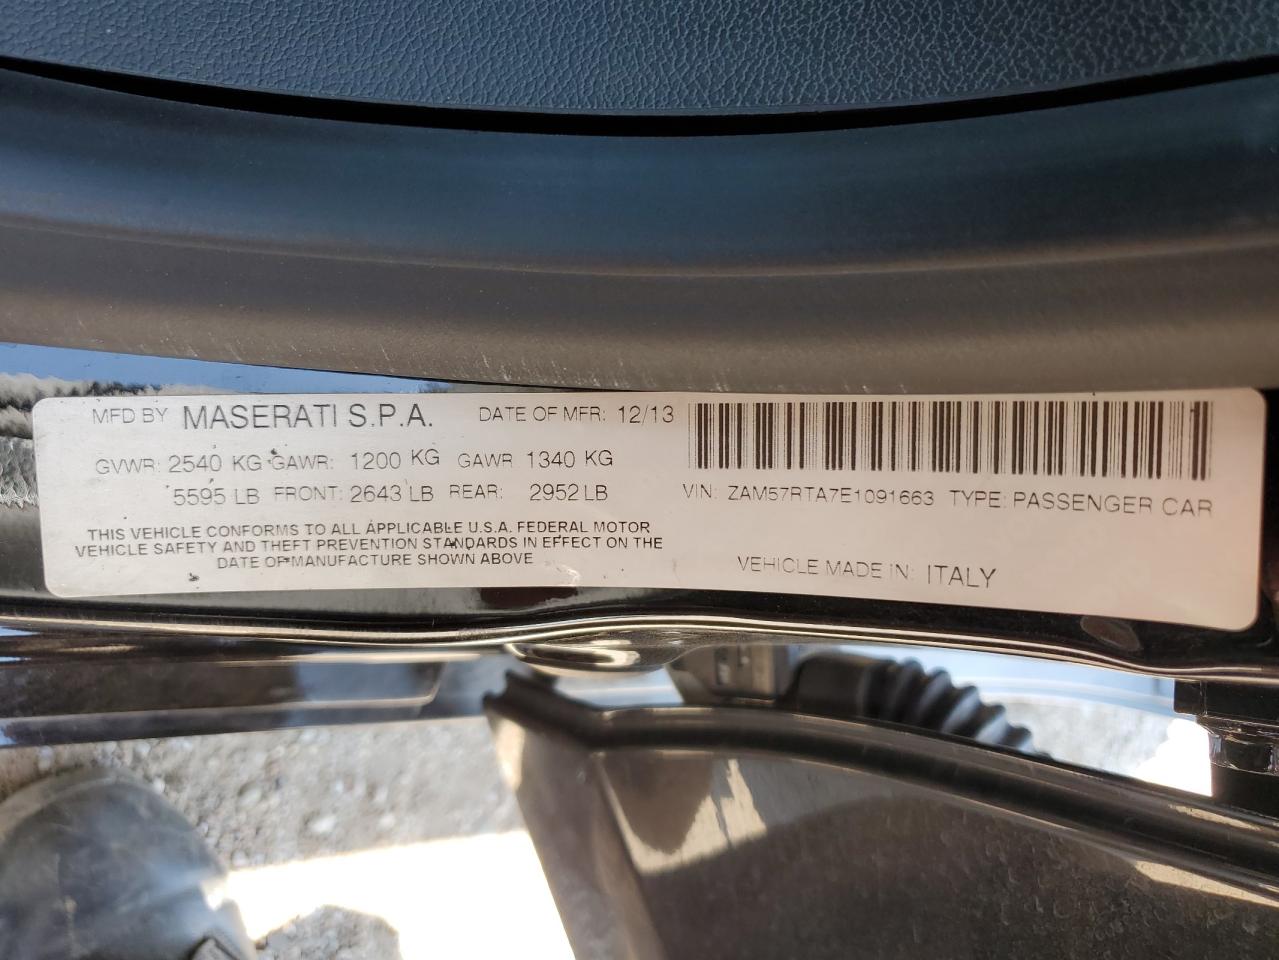 MFD BY MASERATI S.P.A. DATE OF MFR: 12/13
GVWR: 2540 KG GAWR: 1200 KG GAWR 1340 KG
5595 LB FRONT: 2643 LB REAR: 2952 LB
THIS VEHICLE CONFORMS TO ALL APPLICABLE U.S.A. FEDERAL MOTOR
VEHICLE SAFETY AND THEFT PREVENTION STANDARDS IN EFFECT ON THE
DATE OF MANUFACTURE SHOWN ABOVE
VIN: ZAM57RTA7E1091663 TYPE: PASSENGER CAR
VEHICLE MADE IN: ITALY